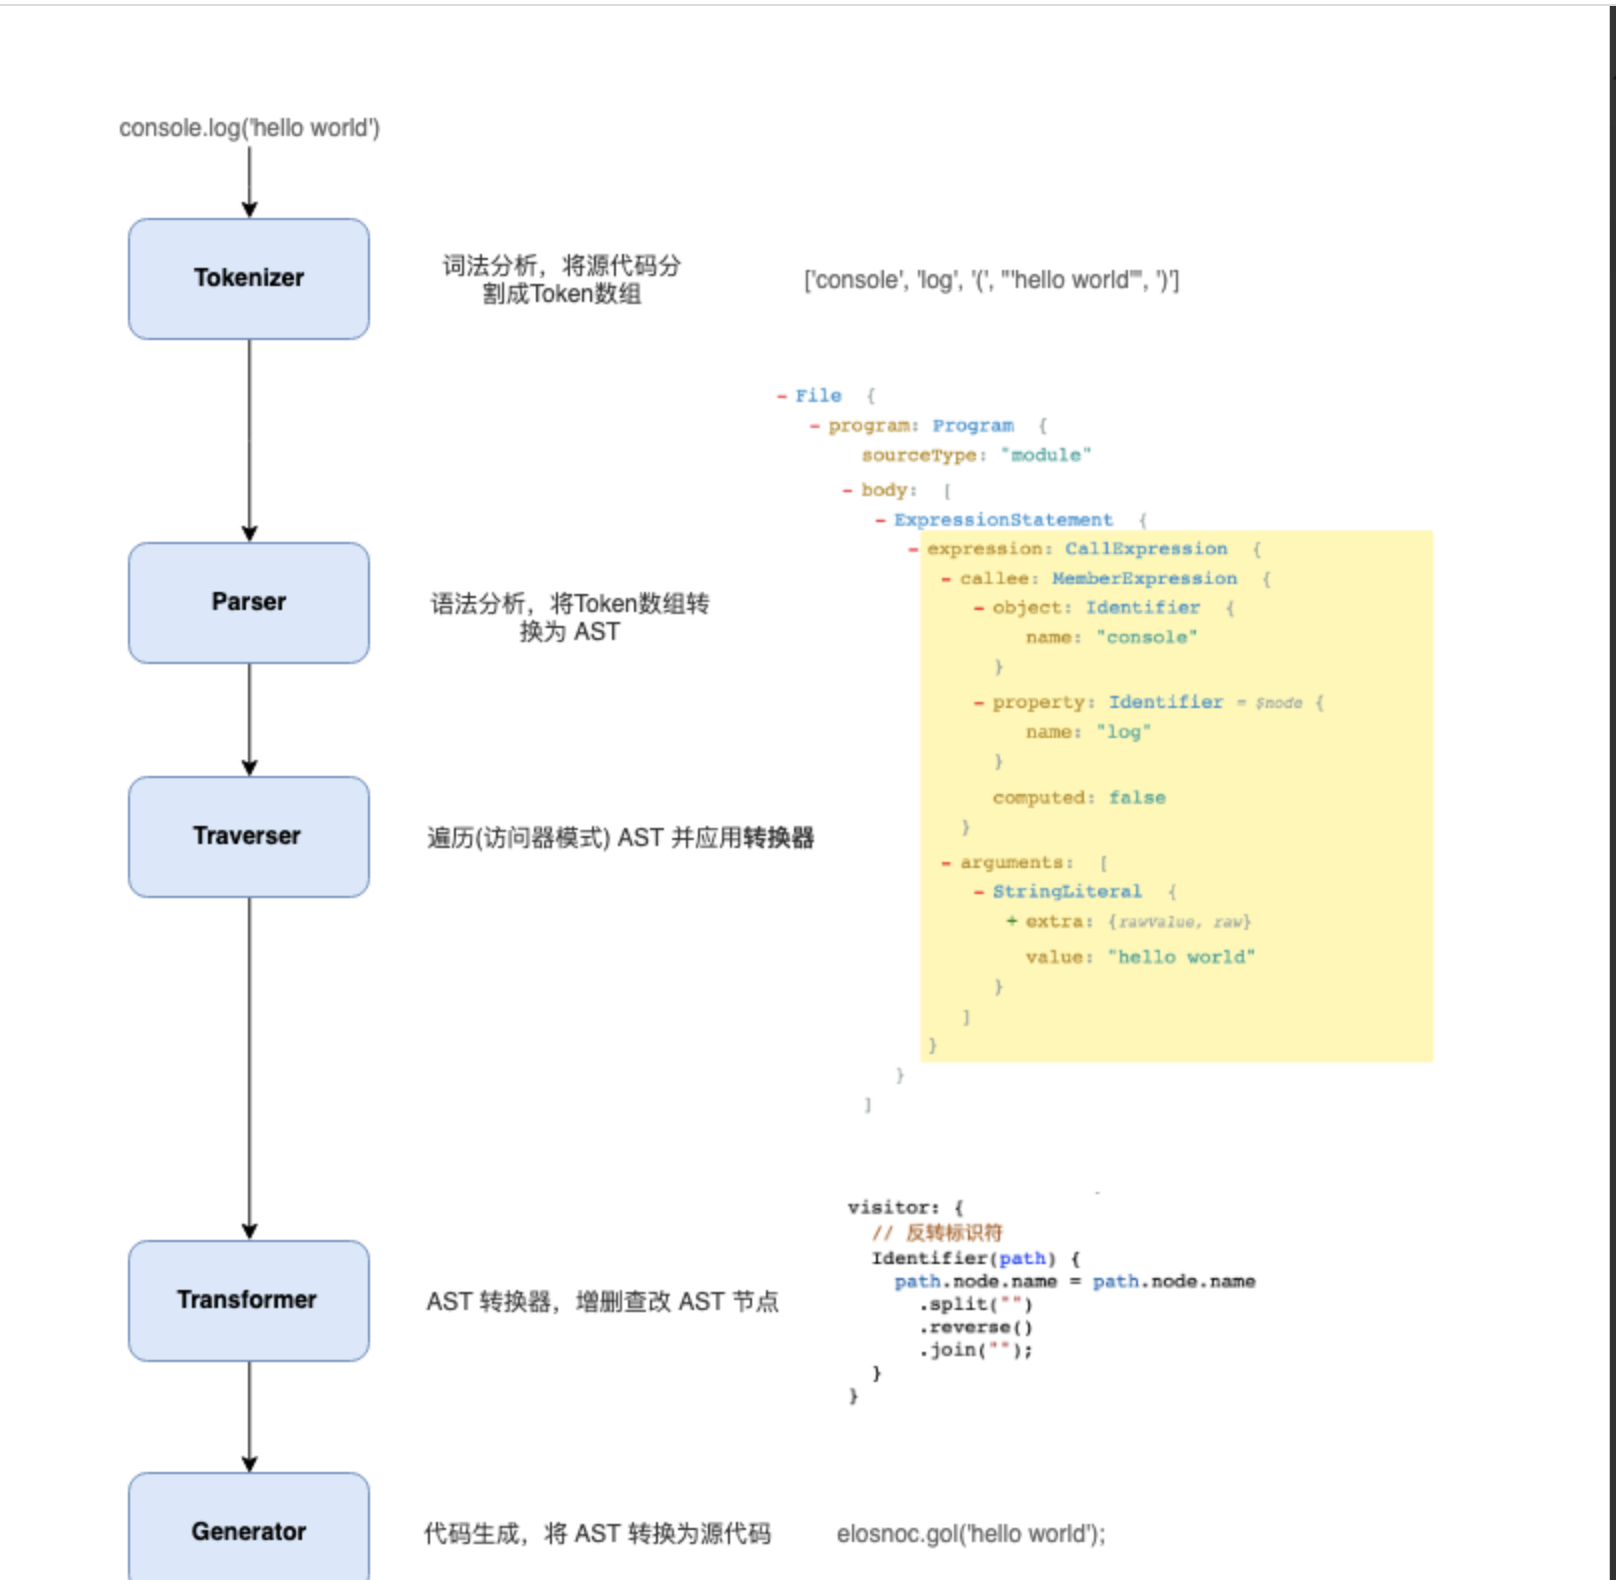 console.log('hello world')
Tokenizer
词法分析，将源代码分
割成Token数组
['console', 'log', '(', "'hello world'", ')']
Parser
语法分析，将Token数组转
换为 AST
- File {
- program: Program {
sourceType: "module"
- body: [
- ExpressionStatement {
- expression: CallExpression {
- callee: MemberExpression {
- object: Identifier {
name: "console"
}
- property: Identifier = $node {
name: "log"
}
computed: false
}
- arguments: [
- StringLiteral {
+ extra: {rawValue, raw}
value: "hello world"
}
]
}
}
]
Traverser
遍历(访问器模式) AST 并应用转换器
Transformer
AST 转换器，增删查改 AST 节点
visitor: {
// 反转标识符
Identifier(path) {
path.node.name = path.node.name
.split("")
.reverse()
.join("");
}
}
Generator
代码生成，将 AST 转换为源代码
elosnoc.gol('hello world');